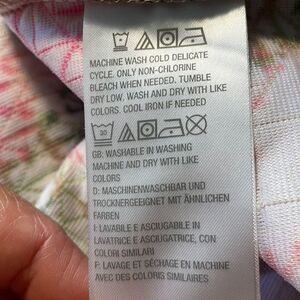 MACHINE WASH COLD DELICATE
CYCLE. ONLY NON-CHLORINE
BLEACH WHEN NEEDED. TUMBLE
DRY LOW. WASH AND DRY WITH LIKE
COLORS. COOL IRON IF NEEDED
30
GB: WASHABLE IN WASHING
MACHINE AND DRY WITH LIKE
COLORS
D: MASCHINENWASCHBAR UND
TROCKNERGEEIGNET MIT ÄHNLICHEN
FARBEN
I: LAVABILE E ASCIUGABILE IN
LAVATRICE E ASCIUGATRICE, CON
COLORI SIMILARI
F: LAVAGE ET SÉCHAGE EN MACHINE
AVEC DES COLORIS SIMILAIRES